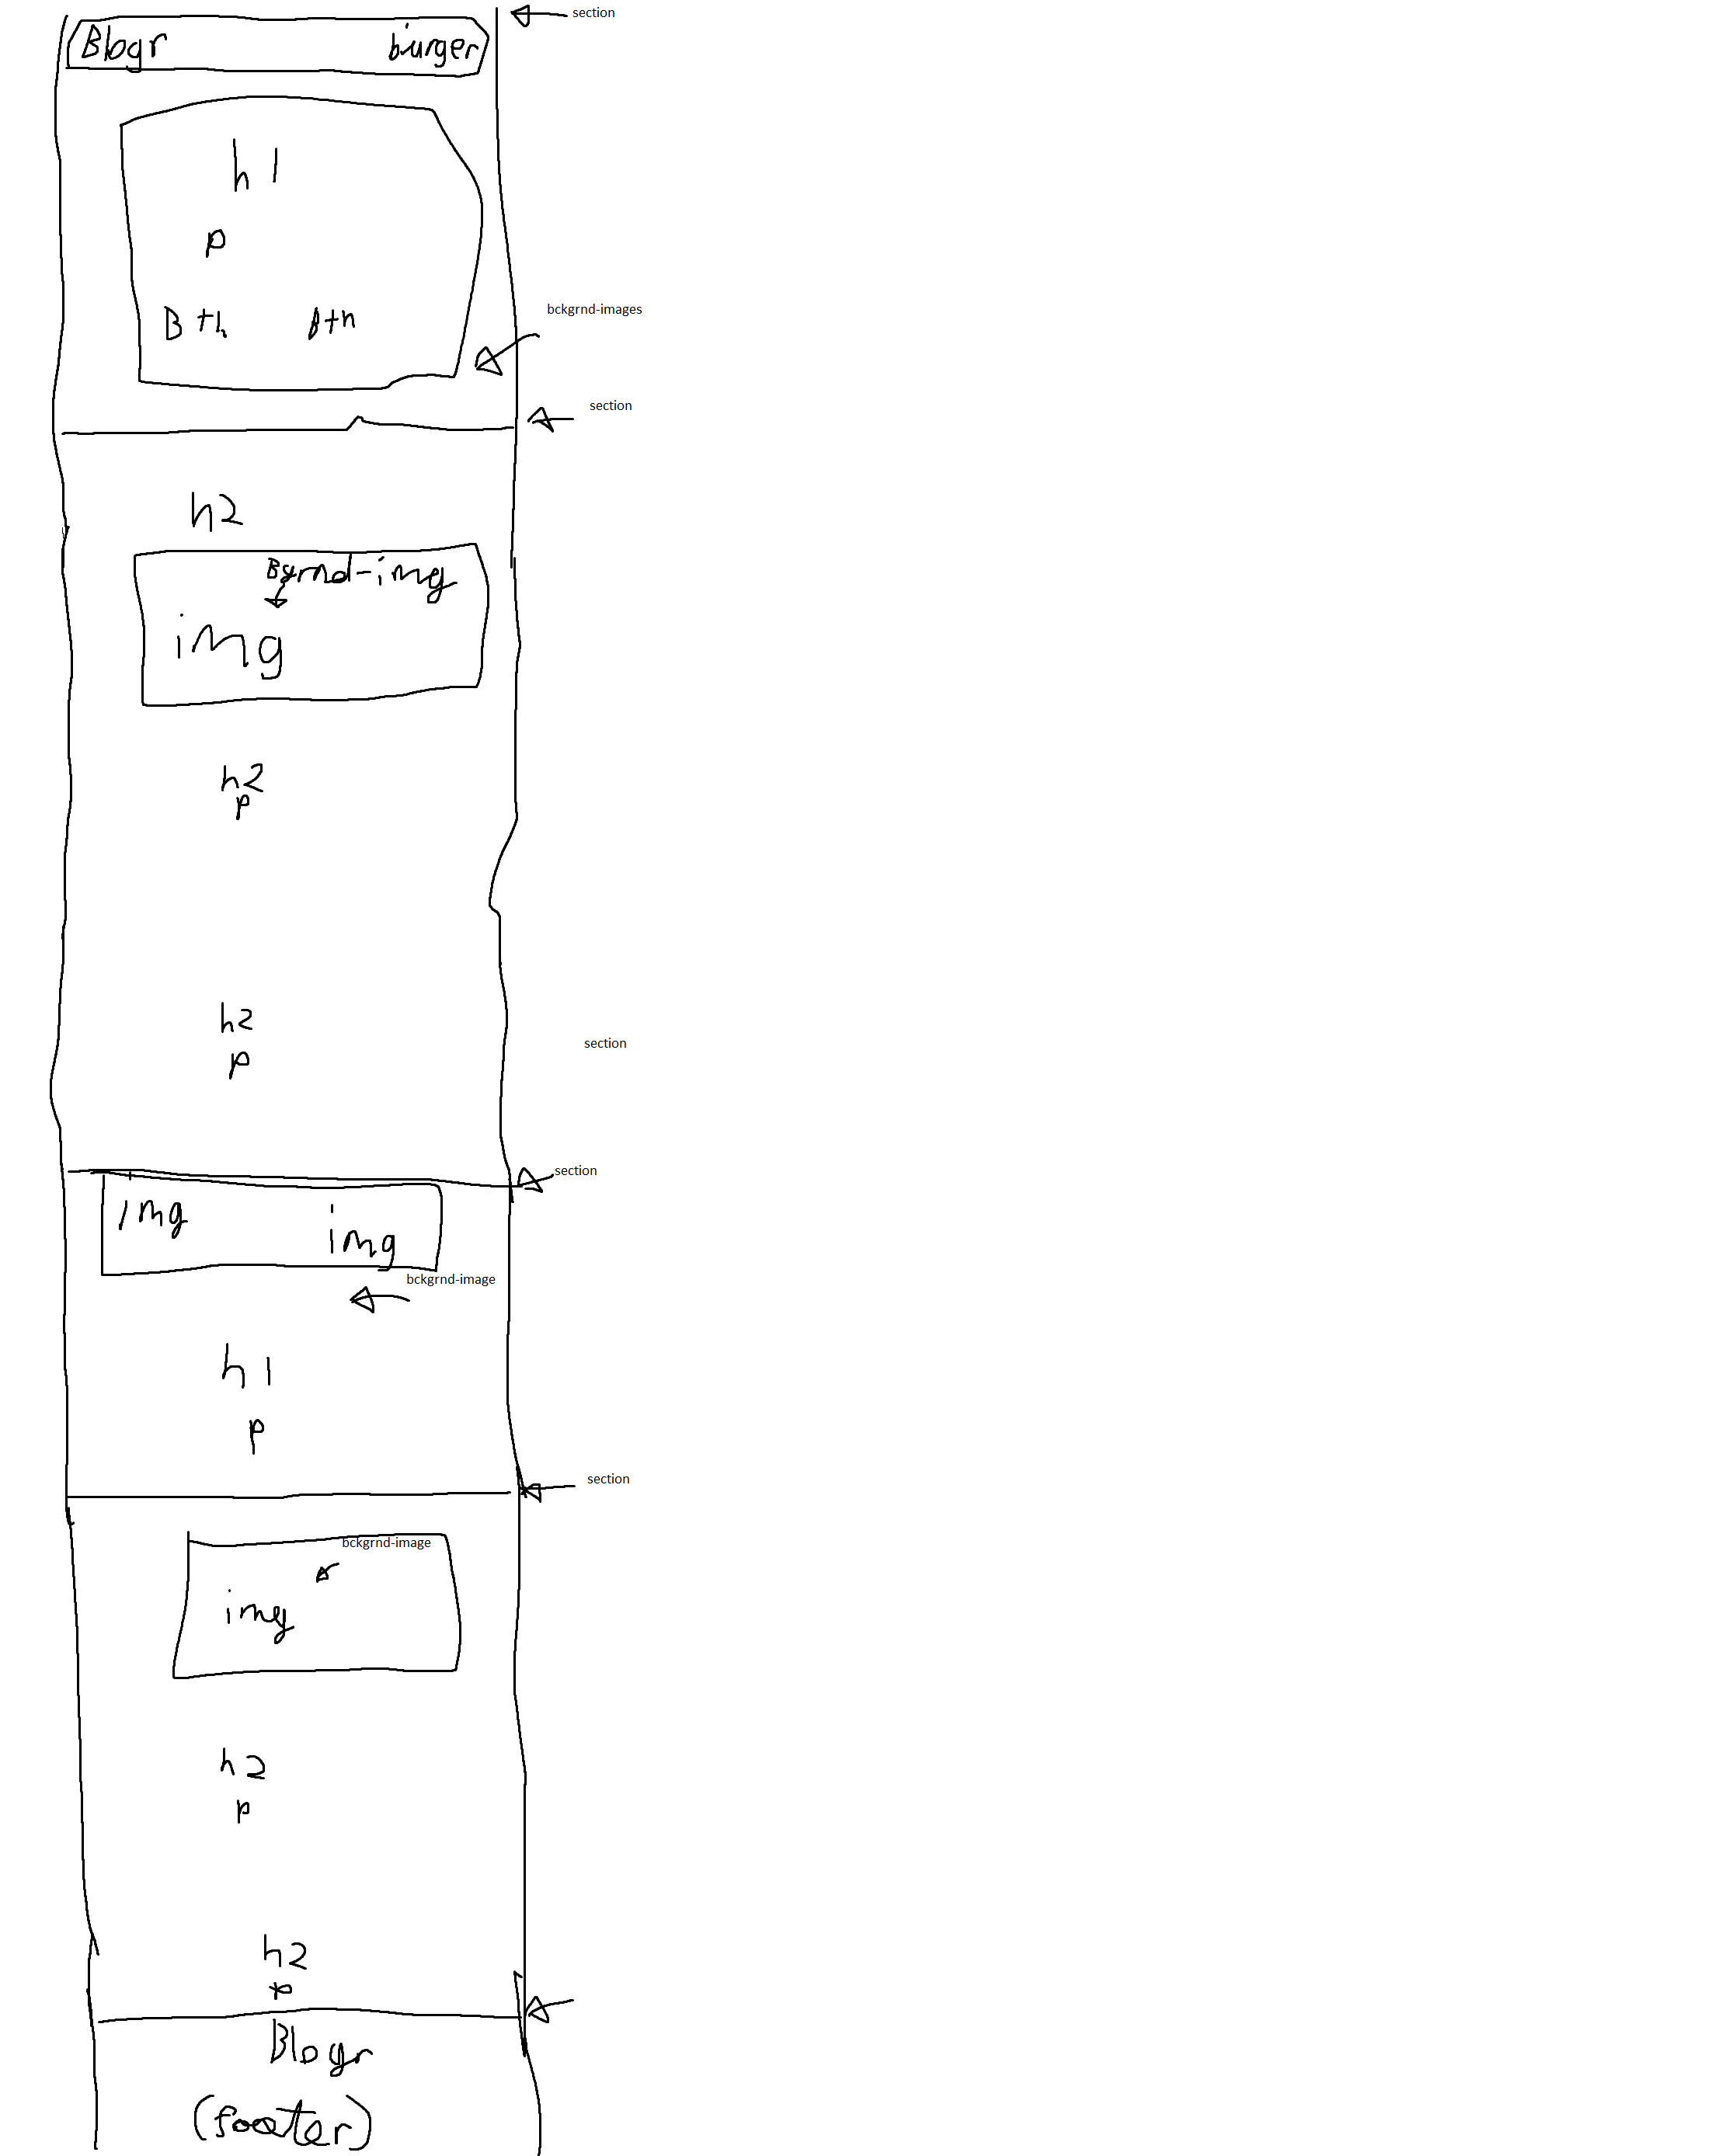 section
Blogr burger
h1
p
bckgrnd-images
Btn Btn
section
h2
Bgrnd-img
img
h2
p
h2
section
p
section
img img
bckgrnd-image
h1
p
section
bckgrnd-image
img
h2
p
h2
p
Blogr
(footer)